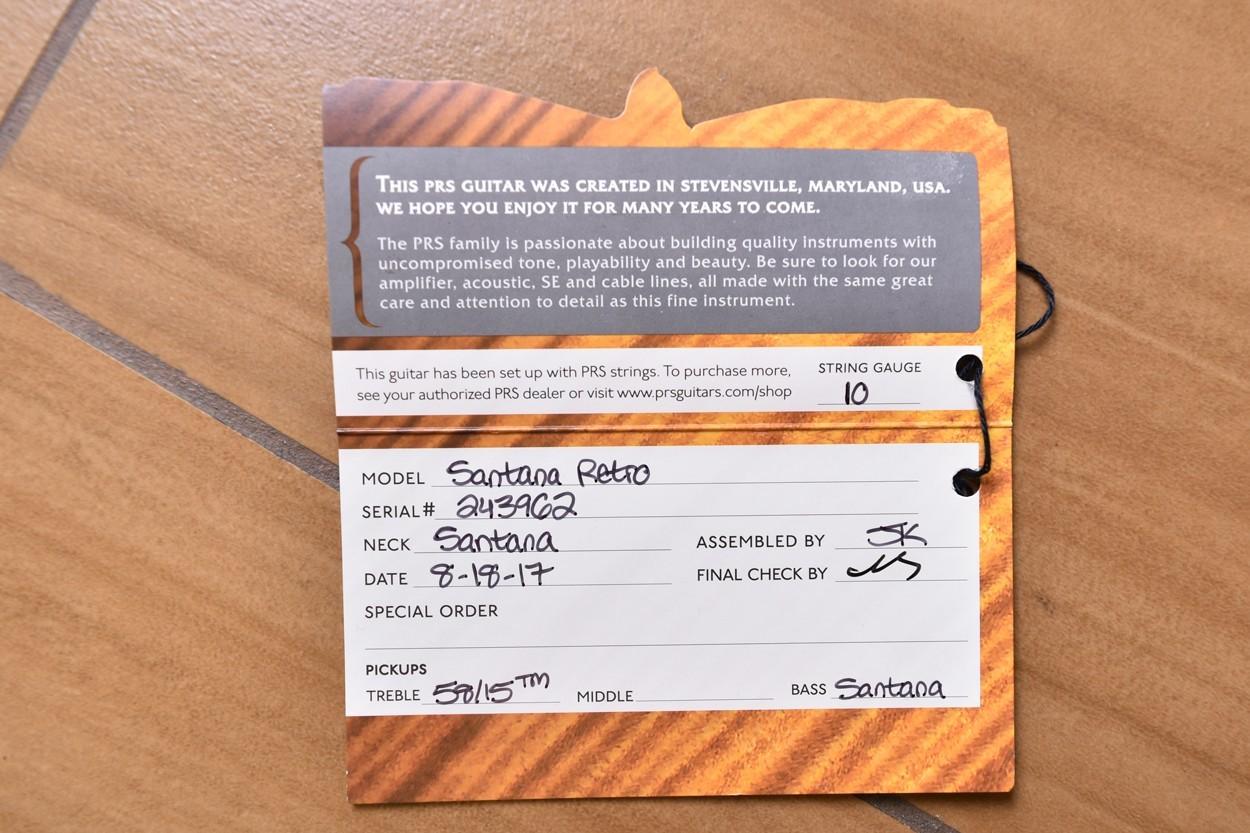 THIS PRS GUITAR WAS CREATED IN STEVENSVILLE, MARYLAND, USA.
WE HOPE YOU ENJOY IT FOR MANY YEARS TO COME.
The PRS family is passionate about building quality instruments with
uncompromised tone, playability and beauty. Be sure to look for our
amplifier, acoustic, SE and cable lines, all made with the same great
care and attention to detail as this fine instrument.
This guitar has been set up with PRS strings. To purchase more,
see your authorized PRS dealer or visit www.prsguitars.com/shop
STRING GAUGE
10
MODEL Santana Retro
SERIAL# 243962
NECK Santana
ASSEMBLED BY JK
DATE 8-18-17
FINAL CHECK BY
SPECIAL ORDER
PICKUPS
TREBLE 58/15™ MIDDLE BASS Santana